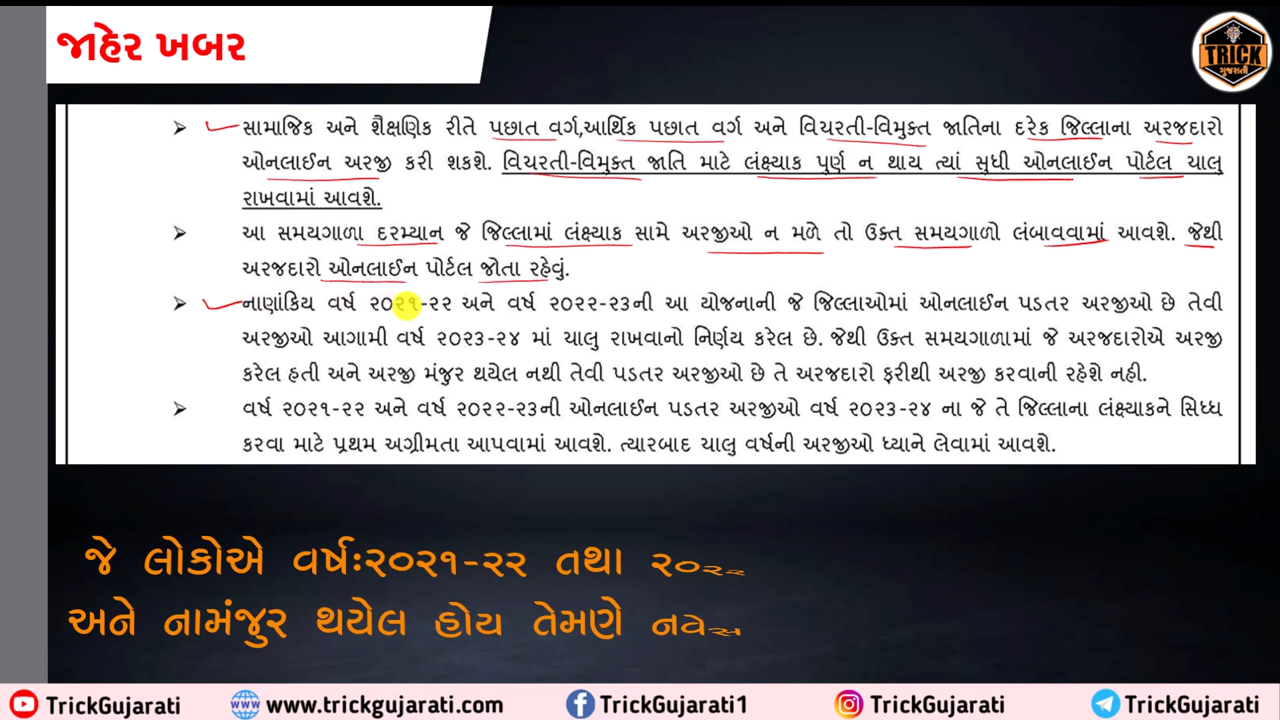 જાહેર ખબર
TRICK
ગુજરાતી
➤ સામાજિક અને શૈક્ષણિક રીતે પછાત વર્ગ,આર્થિક પછાત વર્ગ અને વિચરતી-વિમુક્ત જાતિના દરેક જિલ્લાના અરજદારો
ઓનલાઈન અરજી કરી શકશે. વિચરતી-વિમુક્ત જાતિ માટે લંક્ષ્યાક પુર્ણ ન થાય ત્યાં સુધી ઓનલાઈન પોર્ટલ ચાલુ
રાખવામાં આવશે.
➤ આ સમયગાળા દરમ્યાન જે જિલ્લામાં લંક્ષ્યાક સામે અરજીઓ ન મળે તો ઉક્ત સમયગાળો લંબાવવામાં આવશે. જેથી
અરજદારો ઓનલાઈન પોર્ટલ જોતા રહેવું.
➤ નાણાંકિય વર્ષ ૨૦૨૧-૨૨ અને વર્ષ ૨૦૨૨-૨૩ની આ યોજનાની જે જિલ્લાઓમાં ઓનલાઈન પડતર અરજીઓ છે તેવી
અરજીઓ આગામી વર્ષ ૨૦૨૩-૨૪ માં ચાલુ રાખવાનો નિર્ણય કરેલ છે. જેથી ઉક્ત સમયગાળામાં જે અરજદારોએ અરજી
કરેલ હતી અને અરજી મંજુર થયેલ નથી તેવી પડતર અરજીઓ છે તે અરજદારો ફરીથી અરજી કરવાની રહેશે નહી.
➤ વર્ષ ૨૦૨૧-૨૨ અને વર્ષ ૨૦૨૨-૨૩ની ઓનલાઈન પડતર અરજીઓ વર્ષ ૨૦૨૩-૨૪ ના જે તે જિલ્લાના લંક્ષ્યાકને સિધ્ધ
કરવા માટે પ્રથમ અગ્રીમતા આપવામાં આવશે. ત્યારબાદ ચાલુ વર્ષની અરજીઓ ધ્યાને લેવામાં આવશે.
જે લોકોએ વર્ષઃ૨૦૨૧-૨૨ તથા ૨૦૨૨
અને નામંજુર થયેલ હોય તેમણે નવેસ
TrickGujarati www.trickgujarati.com TrickGujarati1 TrickGujarati TrickGujarati